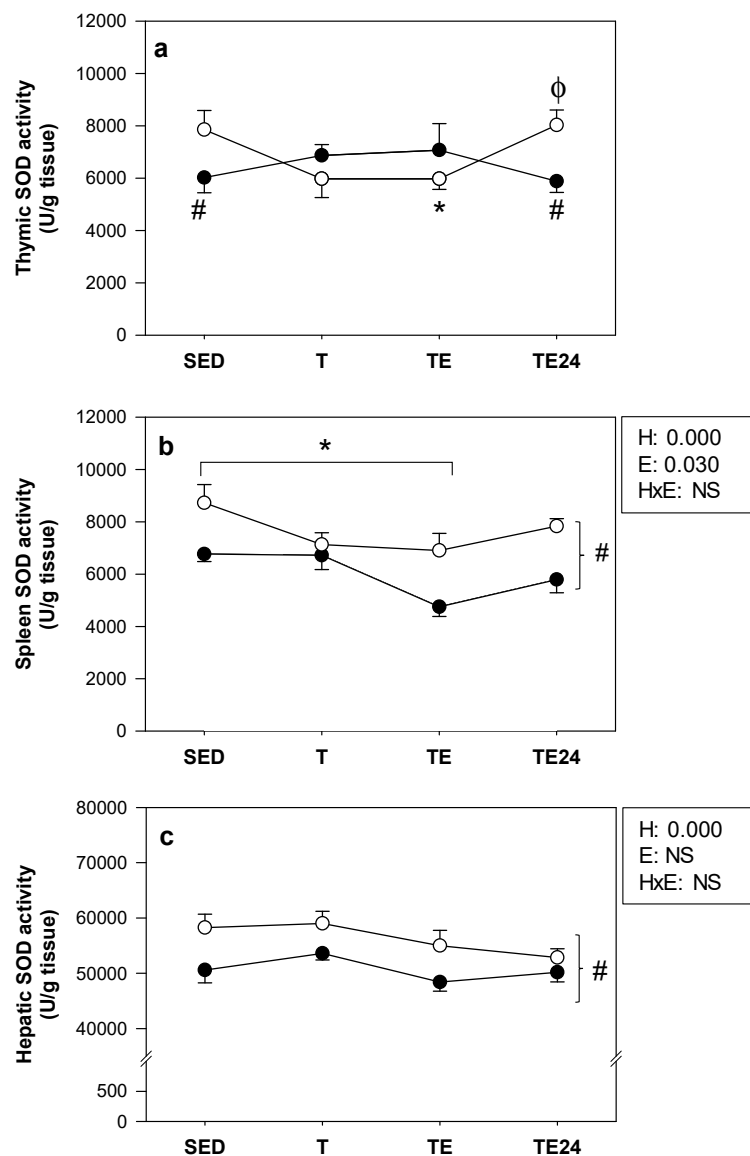 12000
a
10000
ϕ
8000
6000
#
*
#
4000
2000
0
Thymic SOD activity
(U/g tissue)
SED T TE TE24
12000
b
*
10000
8000
#
6000
4000
2000
0
Spleen SOD activity
(U/g tissue)
SED T TE TE24
H: 0.000
E: 0.030
HxE: NS
80000
c
70000
60000
#
50000
40000
500
0
Hepatic SOD activity
(U/g tissue)
SED T TE TE24
H: 0.000
E: NS
HxE: NS